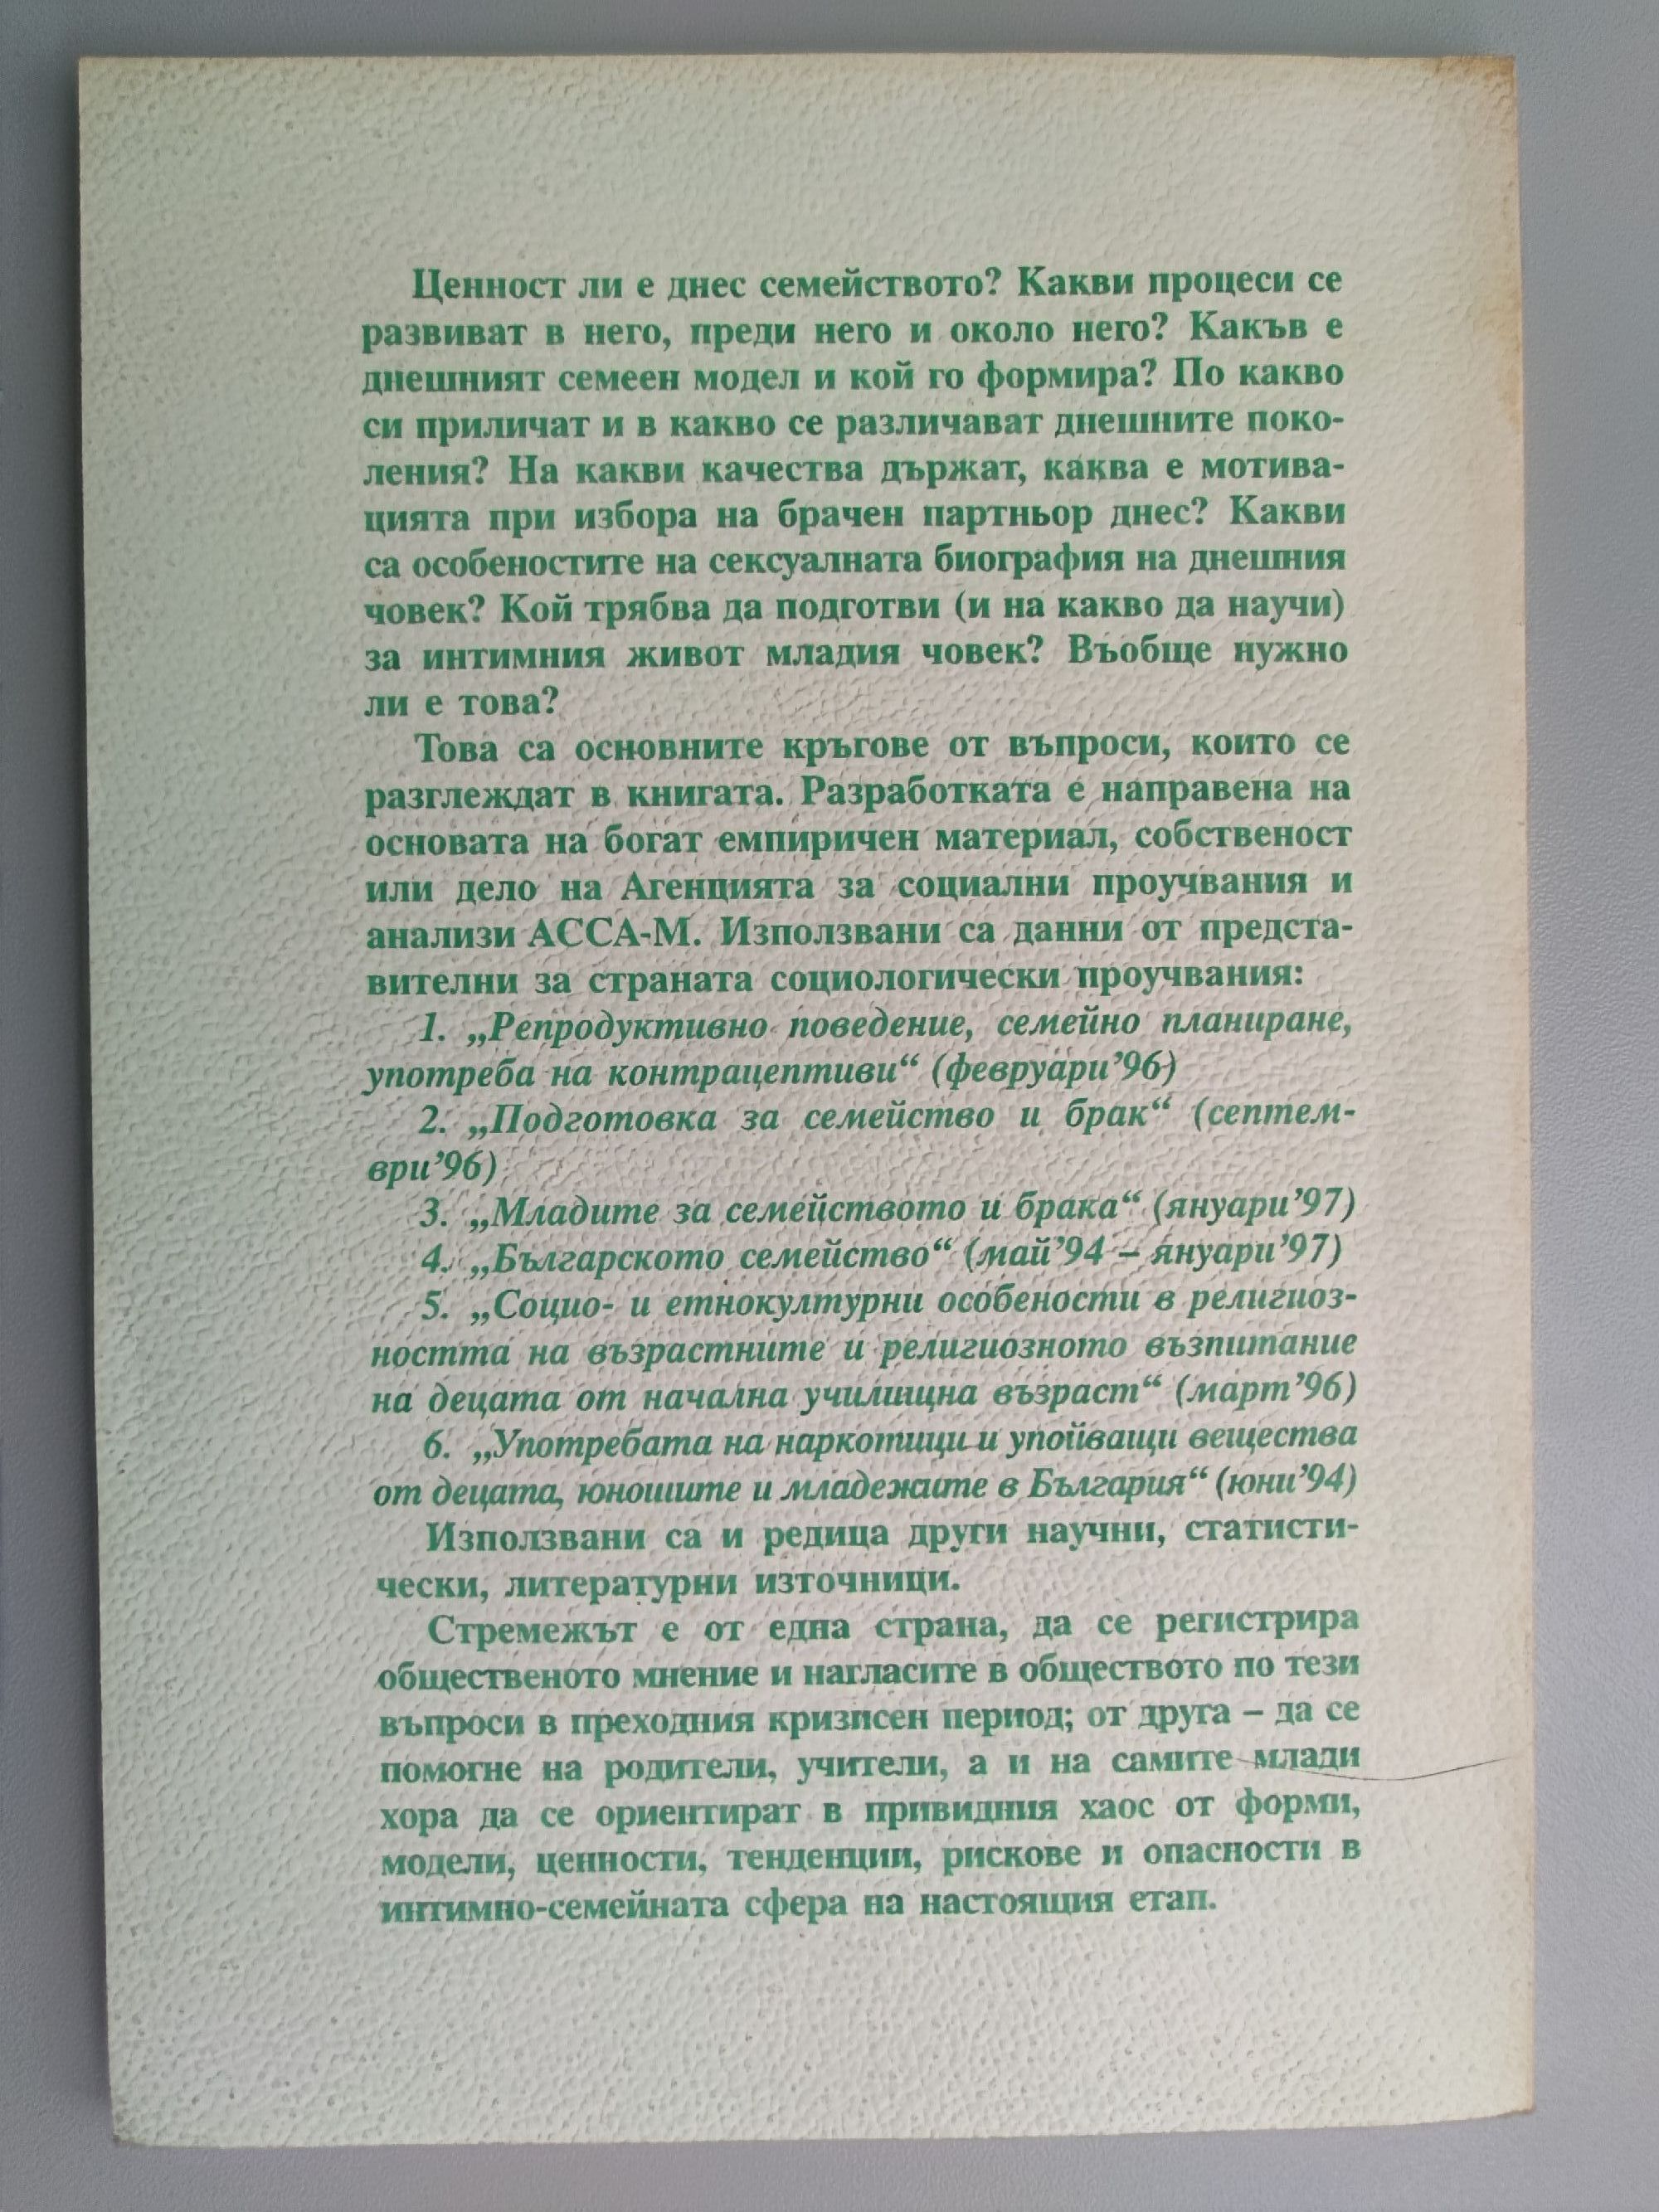 Ценност ли е днес семейството? Какви процеси се
развиват в него, преди него и около него? Какъв е
днешният семеен модел и кой го формира? По какво
си приличат и в какво се различават днешните поко-
ления? На какви качества държат, каква е мотива-
цията при избора на брачен партньор днес? Какви
са особеностите на сексуалната биография на днешния
човек? Кой трябва да подготви (и на какво да научи)
за интимния живот младия човек? Въобще нужно
ли е това?
Това са основните кръгове от въпроси, които се
разглеждат в книгата. Разработката е направена на
основата на богат емпиричен материал, собственост
или дело на Агенцията за социални проучвания и
анализи АССА-М. Използвани са данни от предста-
вителни за страната социологически проучвания:
1. „Репродуктивно поведение, семейно планиране,
употреба на контрацептиви“ (февруари’96)
2. „Подготовка за семейство и брак“ (септем-
ври’96)
3. „Младите за семейството и брака“ (януари’97)
4. „Българското семейство“ (май’94 – януари’97)
5. „Социо- и етнокултурни особености в религиоз-
ността на възрастните и религиозното възпитание
на децата от начална училищна възраст“ (март’96)
6. „Употребата на наркотици и упойващи вещества
от децата, юношите и младежите в България“ (юни’94)
Използвани са и редица други научни, статисти-
чески, литературни източници.
Стремежът е от една страна, да се регистрира
общественото мнение и нагласите в обществото по тези
въпроси в преходния кризисен период; от друга – да се
помогне на родители, учители, а и на самите млади
хора да се ориентират в привидния хаос от форми,
модели, ценности, тенденции, рискове и опасности в
интимно-семейната сфера на настоящия етап.